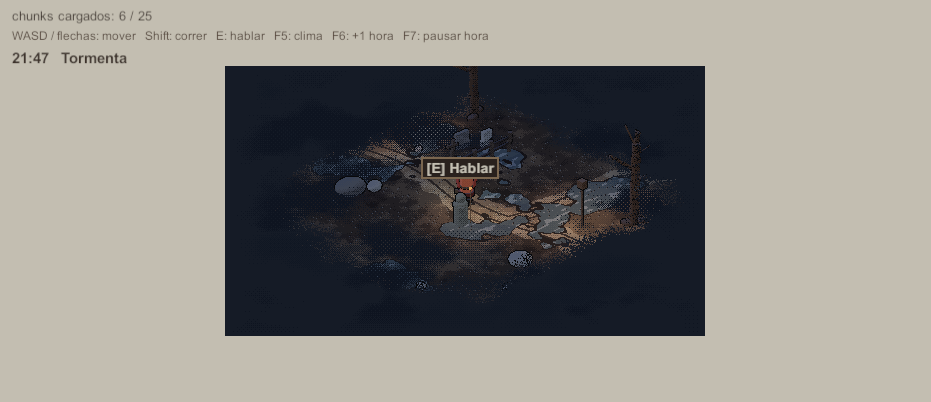 chunks cargados: 6 / 25
WASD / flechas: mover   Shift: correr   E: hablar   F5: clima   F6: +1 hora   F7: pausar hora
21:47   Tormenta
[E] Hablar